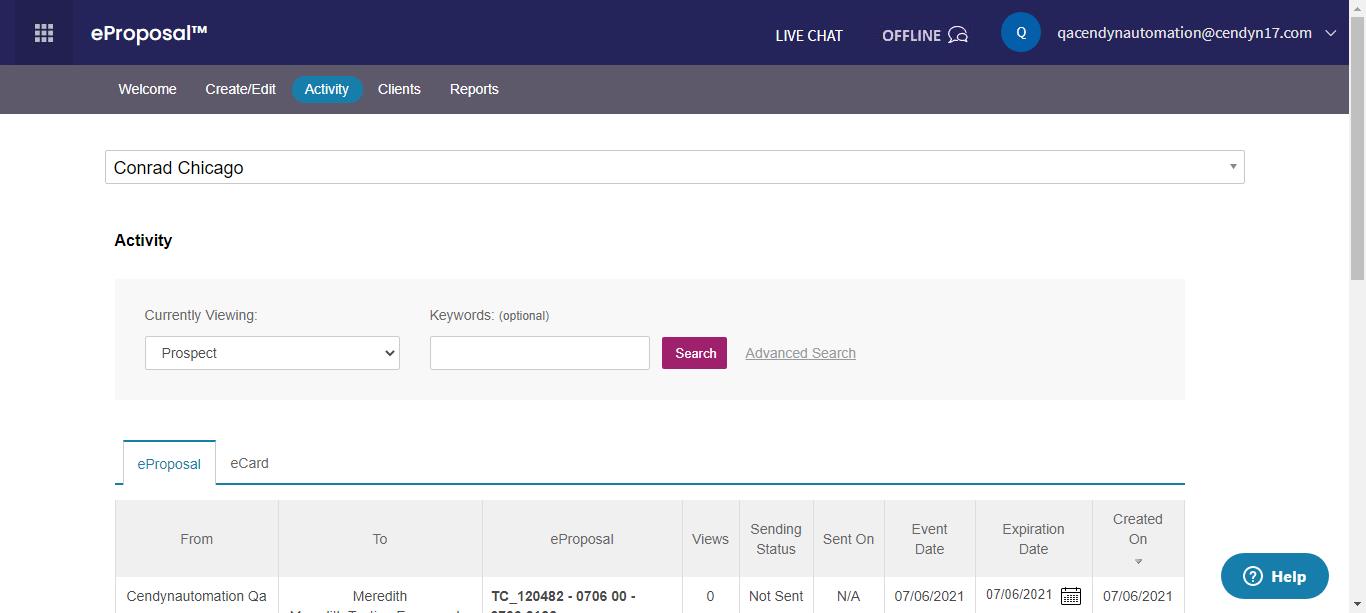 eProposal™
LIVE CHAT
OFFLINE
Q
qacendynautomation@cendyn17.com
Welcome Create/Edit Activity Clients Reports
Conrad Chicago
Activity
Currently Viewing: Keywords: (optional)
Prospect Search Advanced Search
eProposal eCard
From To eProposal Views Sending Status Sent On Event Date Expiration Date Created On
Cendynautomation Qa Meredith TC_120482 - 0706 00 - 0 Not Sent N/A 07/06/2021 07/06/2021 07/06/2021
Help